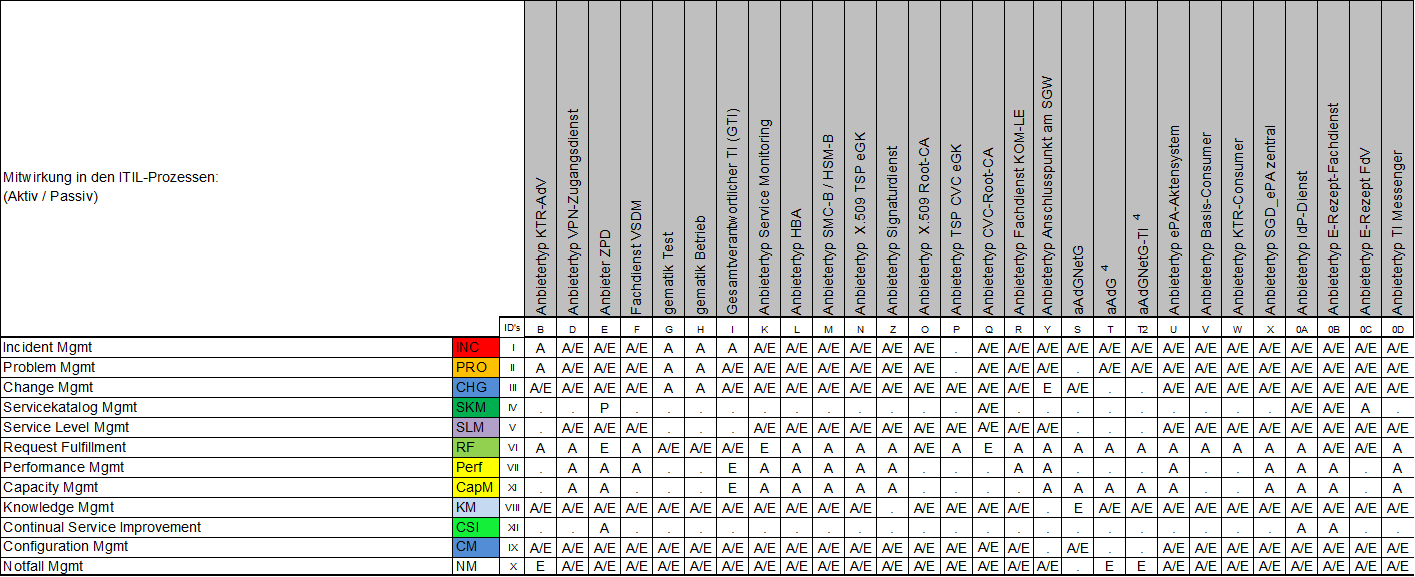 Mitwirkung in den ITIL-Prozessen:
(Aktiv / Passiv)
Anbietertyp KTR-AdV
Anbietertyp VPN-Zugangsdienst
Anbieter ZPD
Fachdienst VSDM
gematik Test
gematik Betrieb
Gesamtverantwortlicher TI (GTI)
Anbietertyp Service Monitoring
Anbietertyp HBA
Anbietertyp SMC-B / HSM-B
Anbietertyp X.509 TSP eGK
Anbietertyp Signaturdienst
Anbietertyp X.509 Root-CA
Anbietertyp TSP CVC eGK
Anbietertyp CVC-Root-CA
Anbietertyp Fachdienst KOM-LE
Anbietertyp Anschlusspunkt am SGW
aAdGNetG
aAdG 4
aAdGNetG-TI 4
Anbietertyp ePA-Aktensystem
Anbietertyp Basis-Consumer
Anbietertyp KTR-Consumer
Anbietertyp SGD_ePA zentral
Anbietertyp IdP-Dienst
Anbietertyp E-Rezept-Fachdienst
Anbietertyp E-Rezept FdV
Anbietertyp TI Messenger
ID's B D E F G H I K L M N Z O P Q R Y S T T2 U V W X 0A 0B 0C 0D
Incident Mgmt INC I A A/E A/E A/E A A A A/E A/E A/E A/E A/E A/E . A/E A/E A/E A/E A/E A/E A/E A/E A/E A/E A/E A/E A/E A/E
Problem Mgmt PRO II A A/E A/E A/E A A . A/E A/E A/E A/E A/E A/E . A/E A/E A/E . A/E A/E A/E A/E A/E A/E A/E A/E A/E A/E
Change Mgmt CHG III A/E A/E A/E A/E A A . A/E A/E A/E A/E A/E A/E A/E A/E A/E E A/E . . A/E A/E A/E A/E A/E A/E A/E A/E
Servicekatalog Mgmt SKM IV . . P . . . . . . . . . . . A/E . . . . . . . . . A/E A/E A .
Service Level Mgmt SLM V . A/E A/E A/E . . . A/E A/E A/E A/E A/E A/E A/E A/E A/E A/E . . . A/E A/E A/E A/E A/E A/E A/E A/E
Request Fulfillment RF VI A A E A A/E A/E A/E E A A A A A/E A E A A A A A A A A A A A/E A/E A
Performance Mgmt Perf VII . A A A . . E A A A A A . . . A A . . . A . . A A A . A
Capacity Mgmt CapM XI . A A . . . E A A A A A . . . . A A A A A . . A A A . A
Knowledge Mgmt KM VIII A/E A/E A/E A/E A/E A/E A/E A/E A/E A/E A/E . A/E A/E A/E A/E . E A/E A/E A/E A/E A/E A/E A/E A/E A/E A/E
Continual Service Improvement CSI XII . . A . . . . . . . . . . . . . . . . . . . . . A A . .
Configuration Mgmt CM IX A/E A/E A/E A/E A/E A/E A/E A/E A/E A/E A/E A/E A/E A/E A/E A/E . A/E . . A/E A/E A/E A/E A/E A/E A/E A/E
Notfall Mgmt NM X E A/E A/E A/E A/E A/E A/E A/E A/E A/E A/E A/E A/E A/E A/E A/E A/E . E E A/E A/E A/E A/E A/E A/E A/E A/E